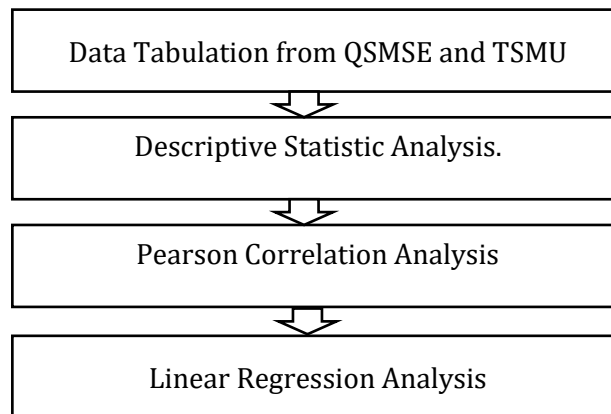 Data Tabulation from QSMSE and TSMU
Descriptive Statistic Analysis.
Pearson Correlation Analysis
Linear Regression Analysis